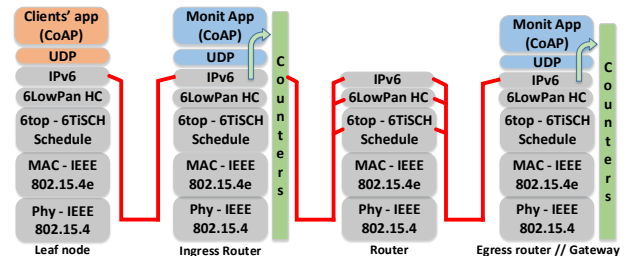 Clients' app
(CoAP)
UDP
IPv6
6LowPan HC
6top - 6TiSCH
Schedule
MAC - IEEE
802.15.4e
Phy - IEEE
802.15.4
Leaf node
Monit App
(CoAP)
UDP
IPv6
6LowPan HC
6top - 6TiSCH
Schedule
MAC - IEEE
802.15.4e
Phy - IEEE
802.15.4
Ingress Router
C
o
u
n
t
e
r
s
IPv6
6LowPan HC
6top - 6TiSCH
Schedule
MAC - IEEE
802.15.4e
Phy - IEEE
802.15.4
Router
Monit App
(CoAP)
UDP
IPv6
6LowPan HC
6top - 6TiSCH
Schedule
MAC - IEEE
802.15.4e
Phy - IEEE
802.15.4
Egress router // Gateway
C
o
u
n
t
e
r
s